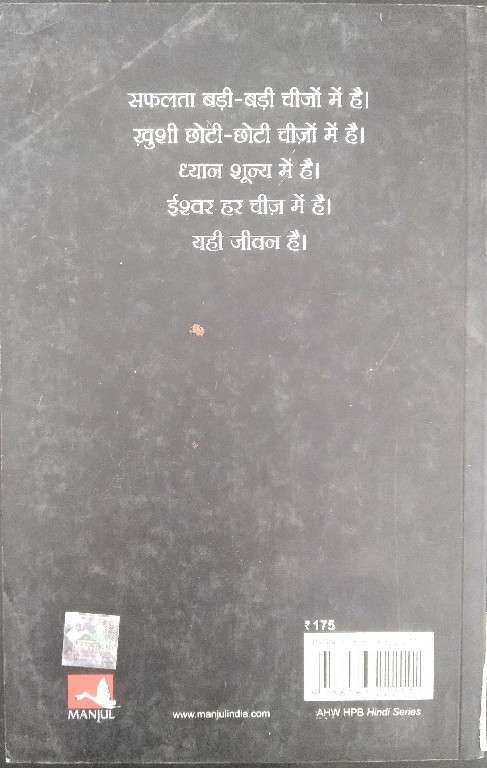 सफलता बड़ी-बड़ी चीजों में है।
ख़ुशी छोटी-छोटी चीज़ों में है।
ध्यान शून्य में है।
ईश्वर हर चीज़ में है।
यही जीवन है।
₹175
MANJUL
www.manjulindia.com
AHW HPB Hindi Series